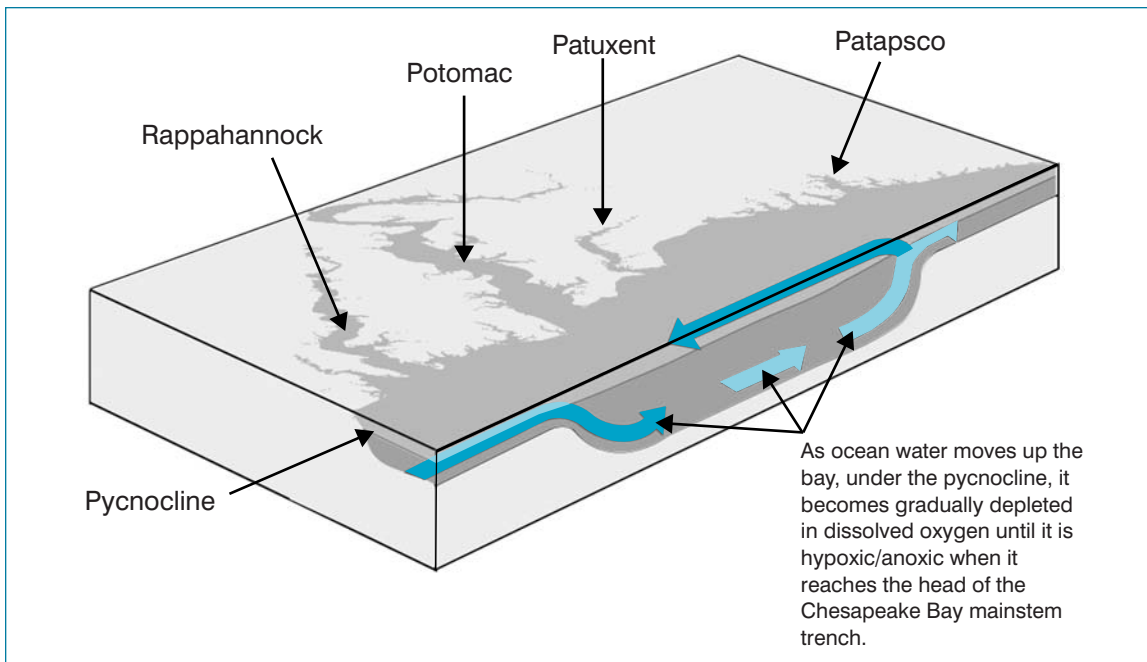 Patapsco
Patuxent
Potomac
Rappahannock
Pycnocline
As ocean water moves up the
bay, under the pycnocline, it
becomes gradually depleted
in dissolved oxygen until it is
hypoxic/anoxic when it
reaches the head of the
Chesapeake Bay mainstem
trench.